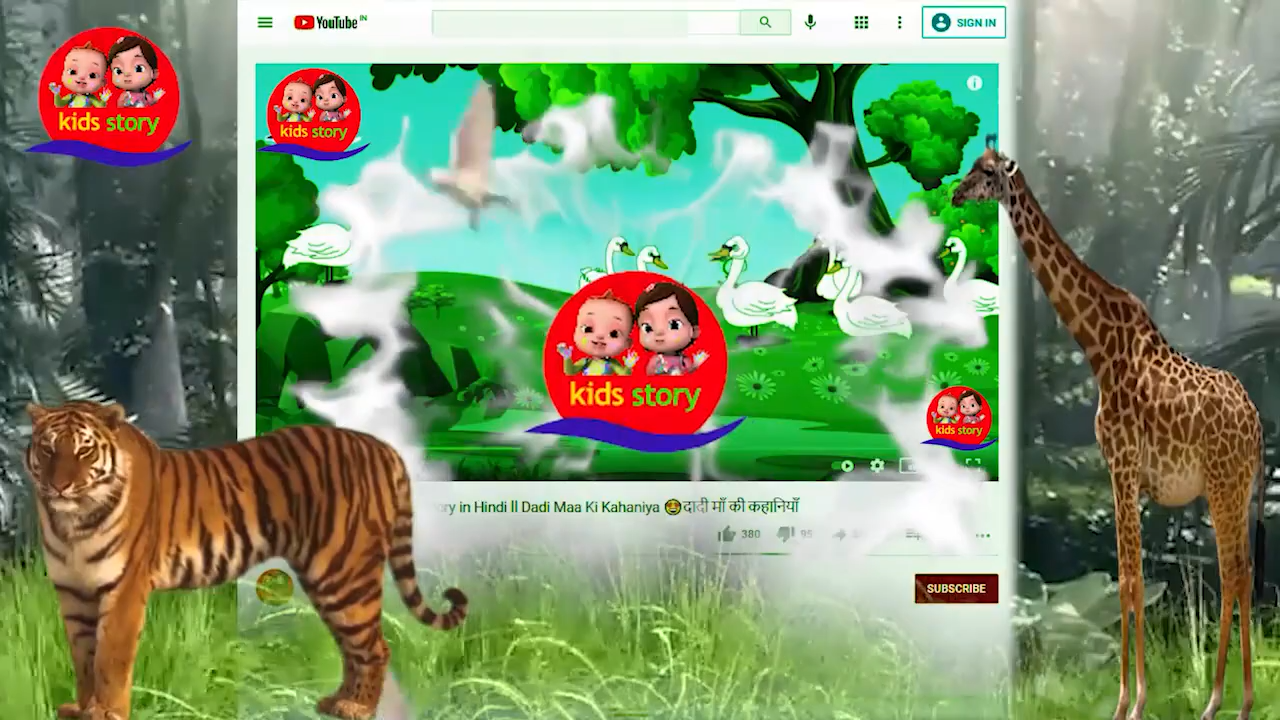 YouTube IN
SIGN IN
kids story
kids story
kids story
kids story
in Hindi ll Dadi Maa Ki Kahaniya 🤩दादी माँ की कहानियाँ
380
SUBSCRIBE